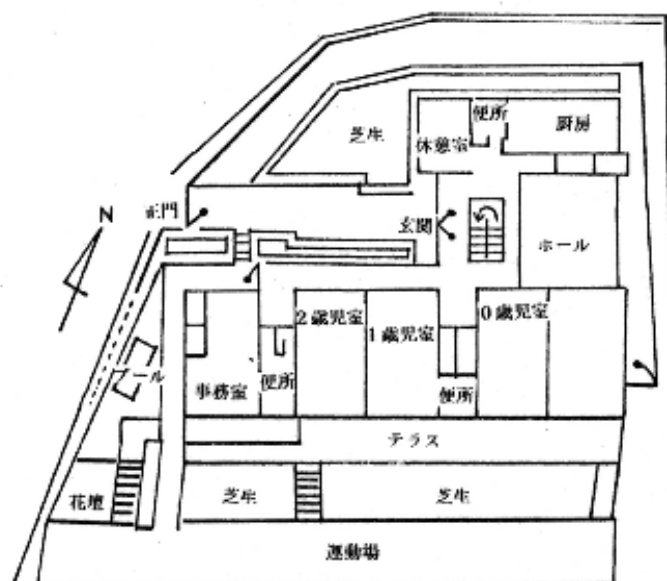 便所
厨房
芝生
休憩室
正門
玄関
N
ホール
2歳児室
1歳児室
0歳児室
プール
事務室
便所
便所
テラス
花壇
芝生
芝生
運動場